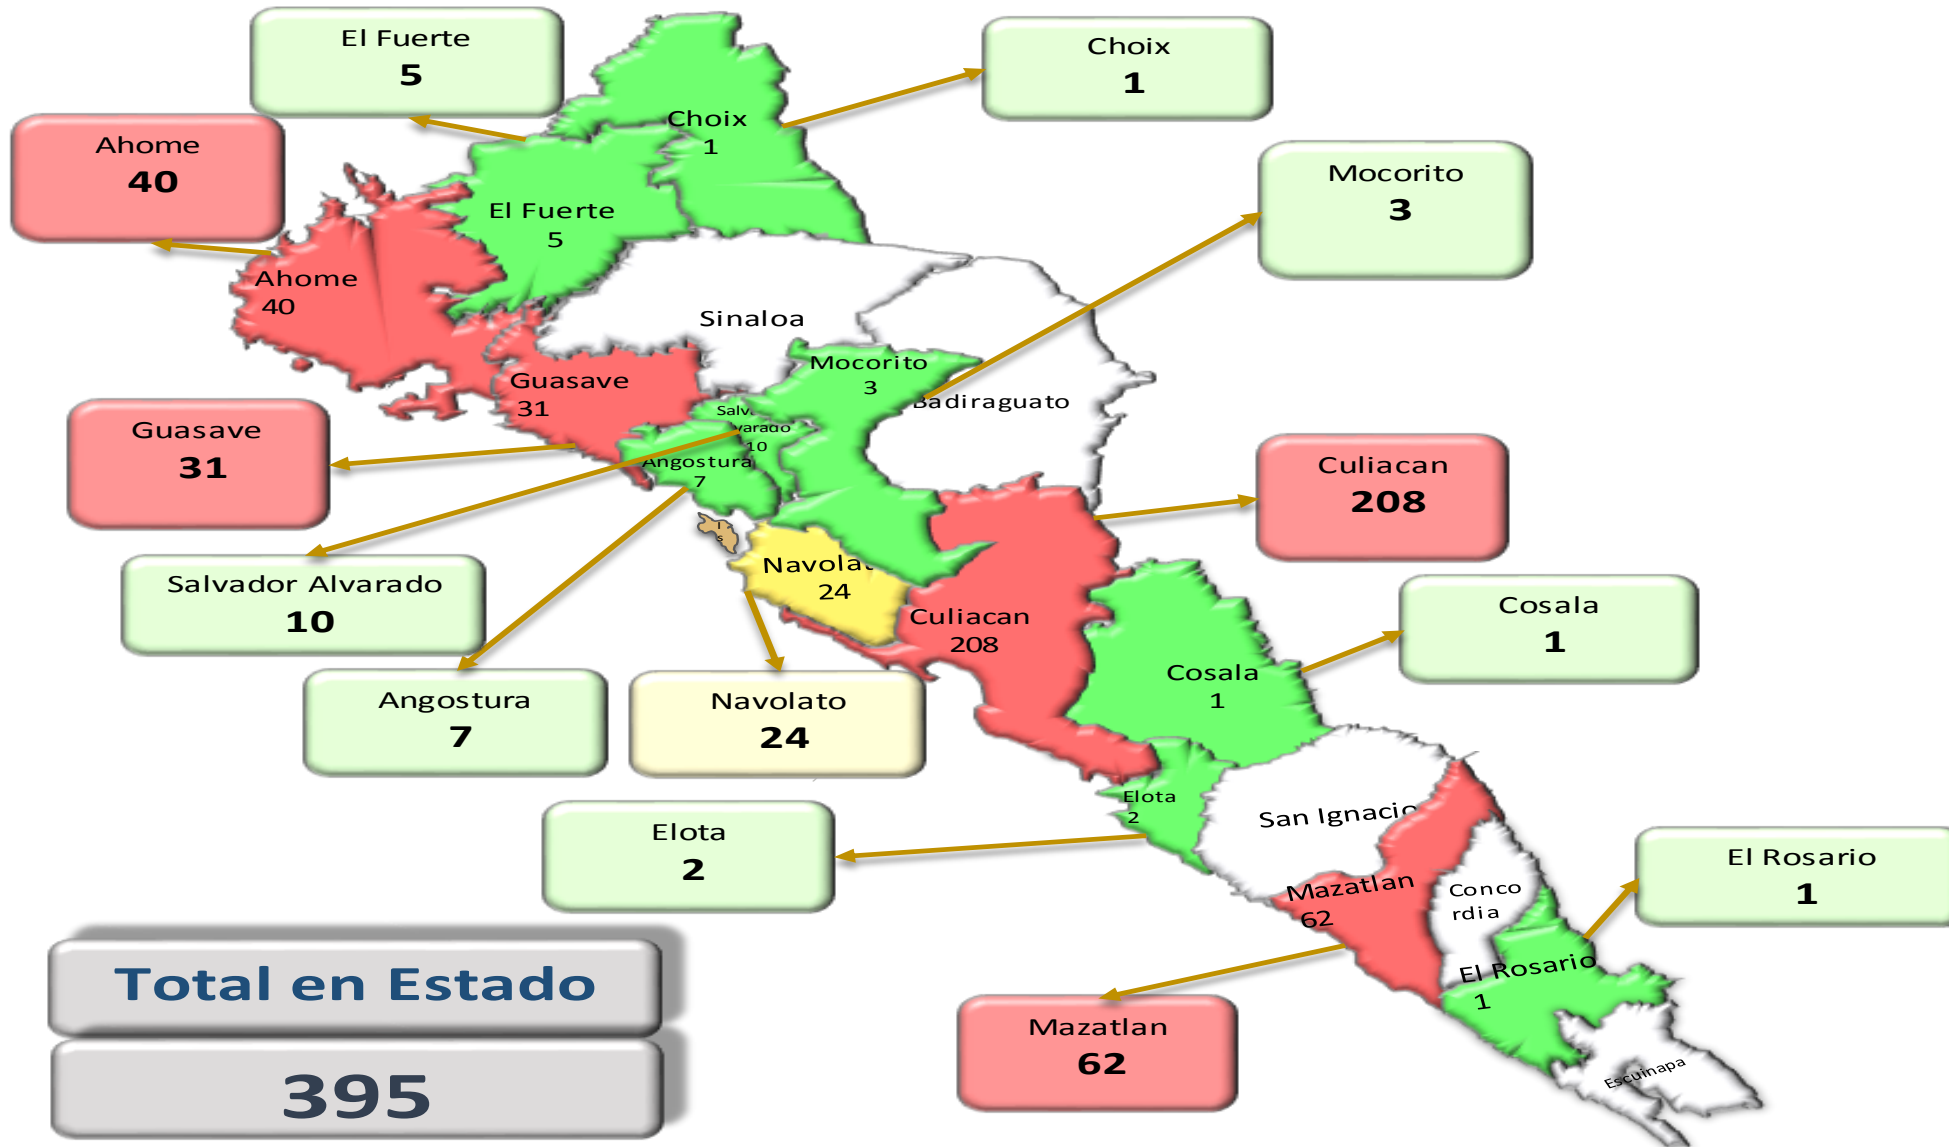 El Fuerte
5
Choix
1
Ahome
40
Mocorito
3
Choix
1
El Fuerte
5
Ahome
40
Sinaloa
Mocorito
3
Guasave
31
Badiraguato
10
Angostura
7
Guasave
31
Culiacan
208
Navolat
24
Salvador Alvarado
10
Culiacan
208
Cosala
1
Cosala
1
Angostura
7
Navolato
24
Elota
2
San Ignacio
Elota
2
Mazatlan
62
Conco
rdia
El Rosario
1
El Rosario
1
Mazatlan
62
Escuinapa
Total en Estado
395